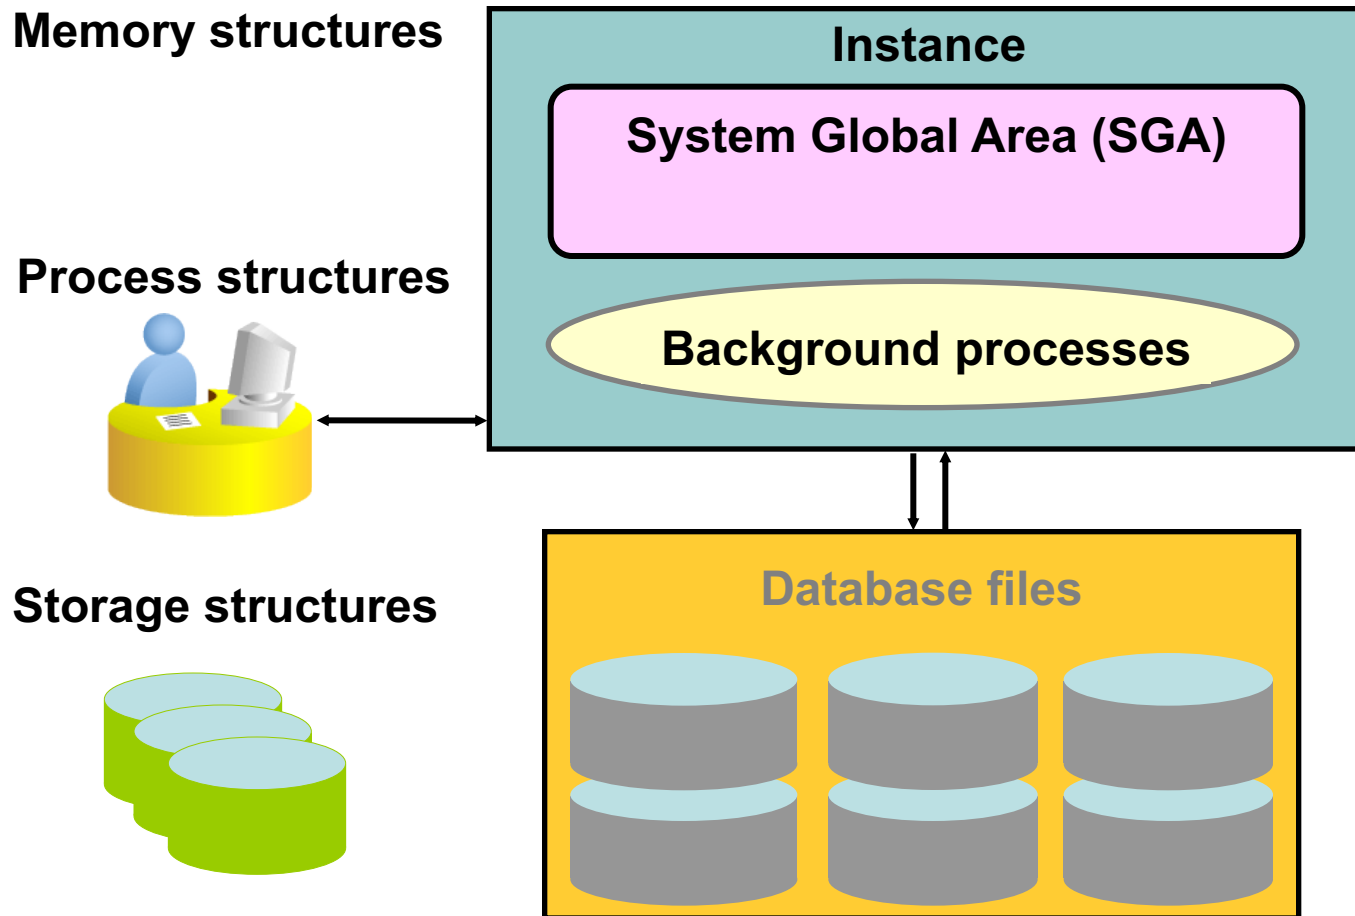 Memory structures
Instance
System Global Area (SGA)
Process structures
Background processes
Database files
Storage structures